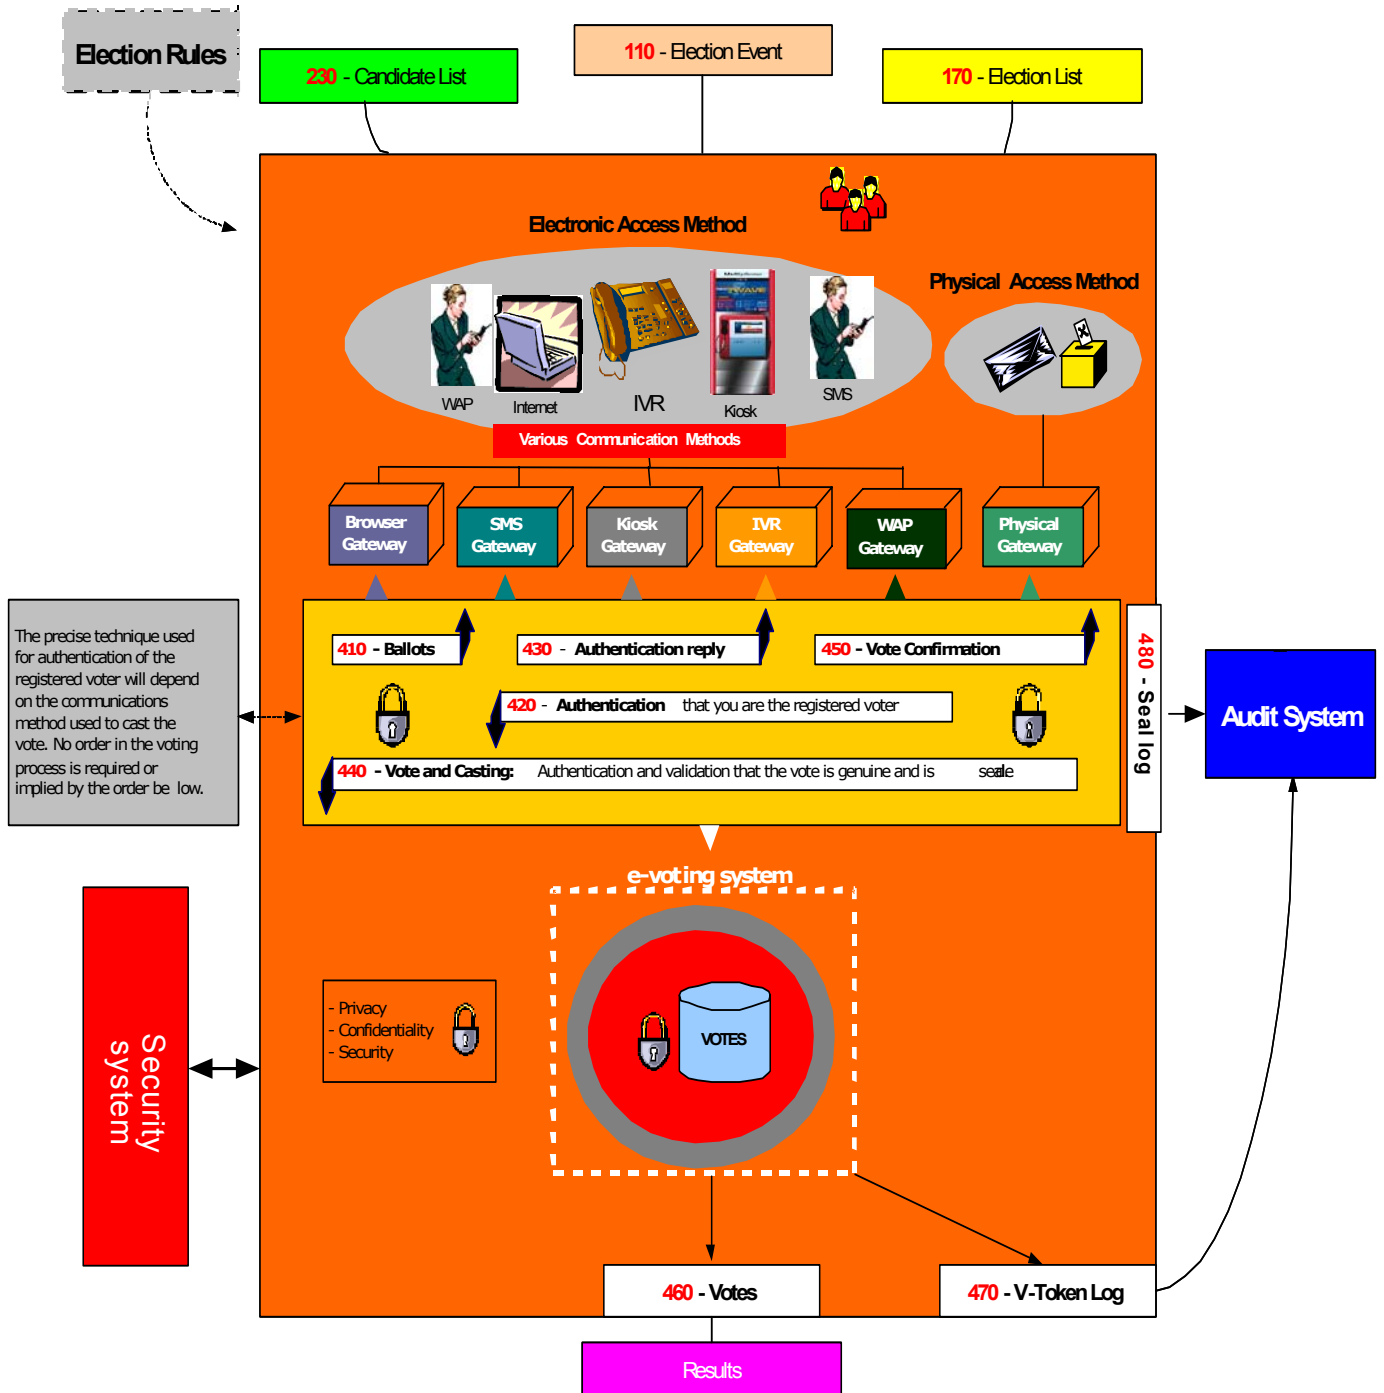 Election Rules
230 - Candidate List
110 - Election Event
170 - Election List
Electronic Access Method
Physical Access Method
WAP
Internet
IVR
Kiosk
SMS
Various Communication Methods
Browser
Gateway
SMS
Gateway
Kiosk
Gateway
IVR
Gateway
WAP
Gateway
Physical
Gateway
The precise technique used
for authentication of the
registered voter will depend
on the communications
method used to cast the
vote. No order in the voting
process is required or
implied by the order be low.
410 - Ballots
430 - Authentication reply
450 - Vote Confirmation
420 - Authentication that you are the registered voter
440 - Vote and Casting: Authentication and validation that the vote is genuine and is
480 - Seal log
Audit System
e-voting system
- Privacy
- Confidentiality
- Security
VOTES
Security
system
460 - Votes
470 - V-Token Log
Results